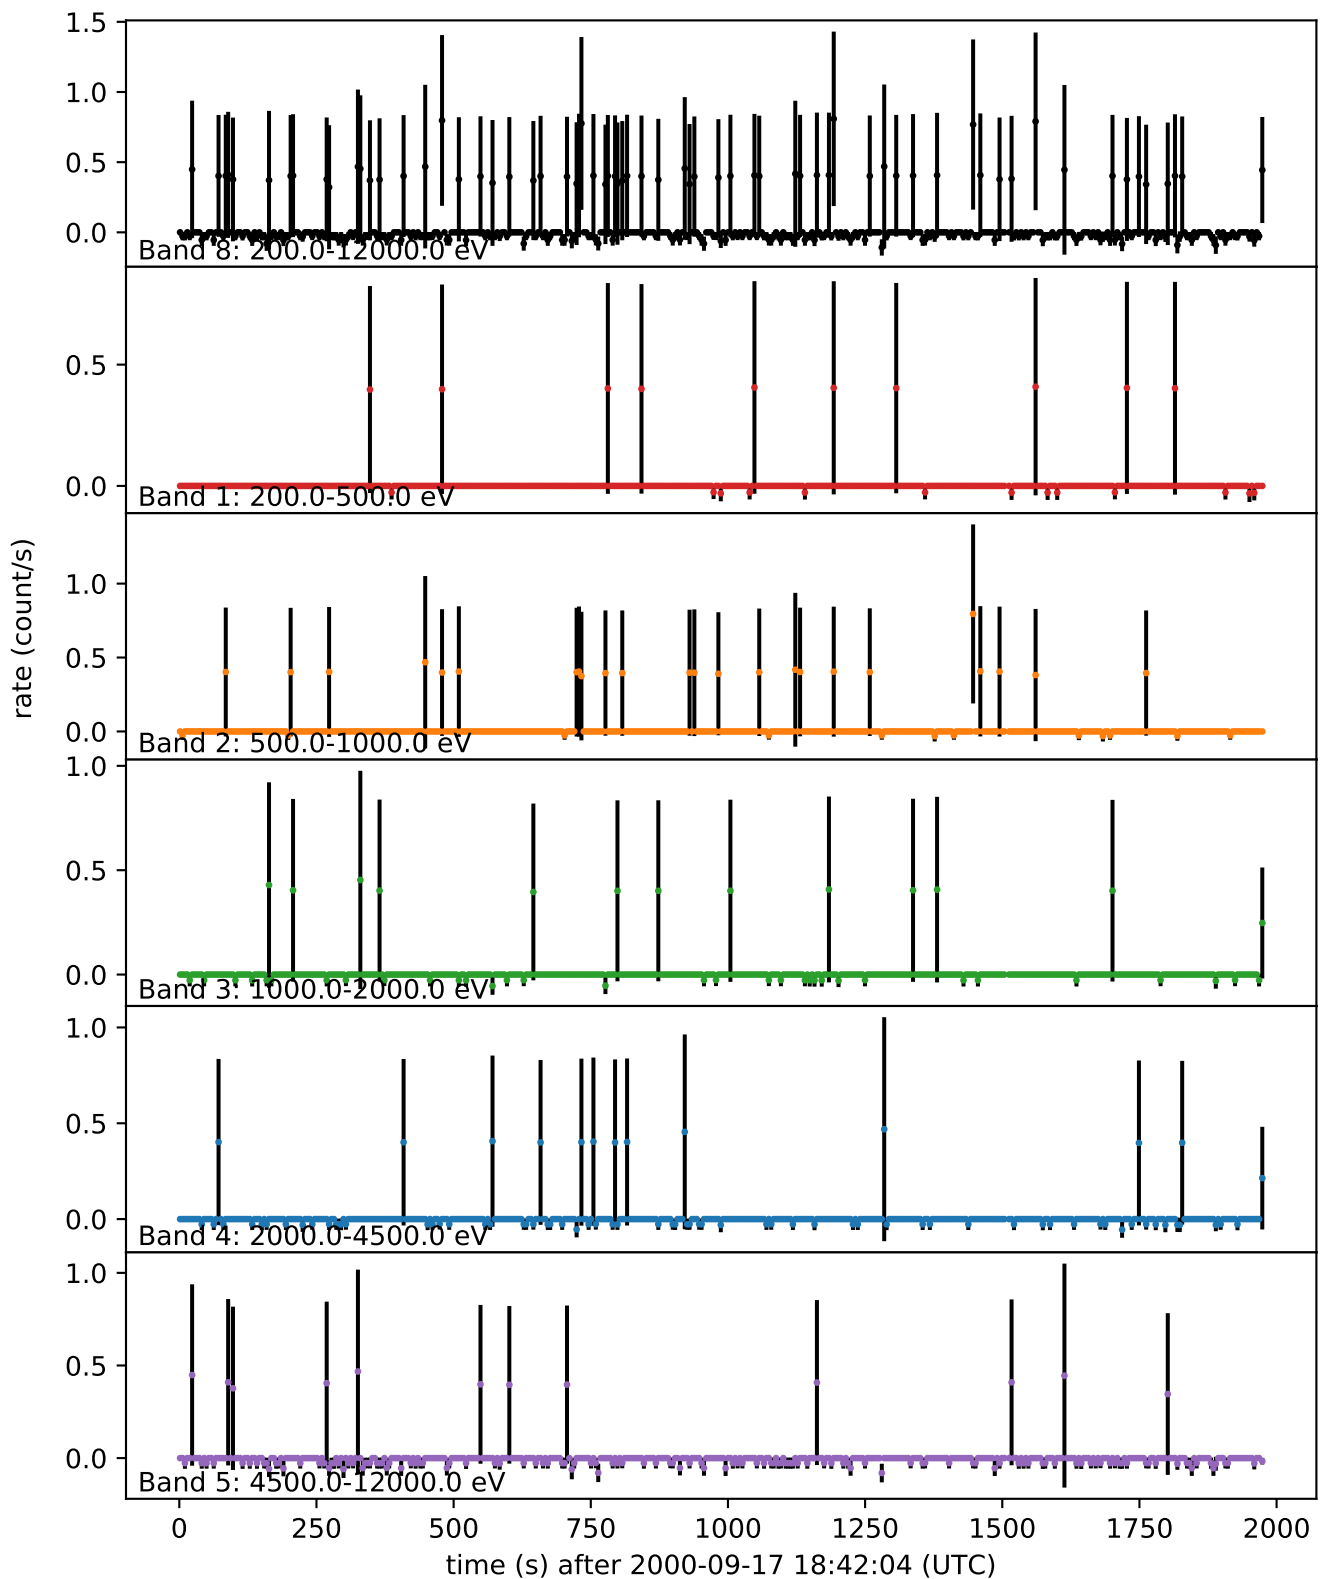 1.5
1.0
0.5
0.0
Band 8: 200.0-12000.0 eV
0.5
0.0
Band 1: 200.0-500.0 eV
rate (count/s)
1.0
0.5
0.0
Band 2: 500.0-1000.0 eV
1.0
0.5
0.0
Band 3: 1000.0-2000.0 eV
1.0
0.5
0.0
Band 4: 2000.0-4500.0 eV
1.0
0.5
0.0
Band 5: 4500.0-12000.0 eV
0 250 500 750 1000 1250 1500 1750 2000
time (s) after 2000-09-17 18:42:04 (UTC)